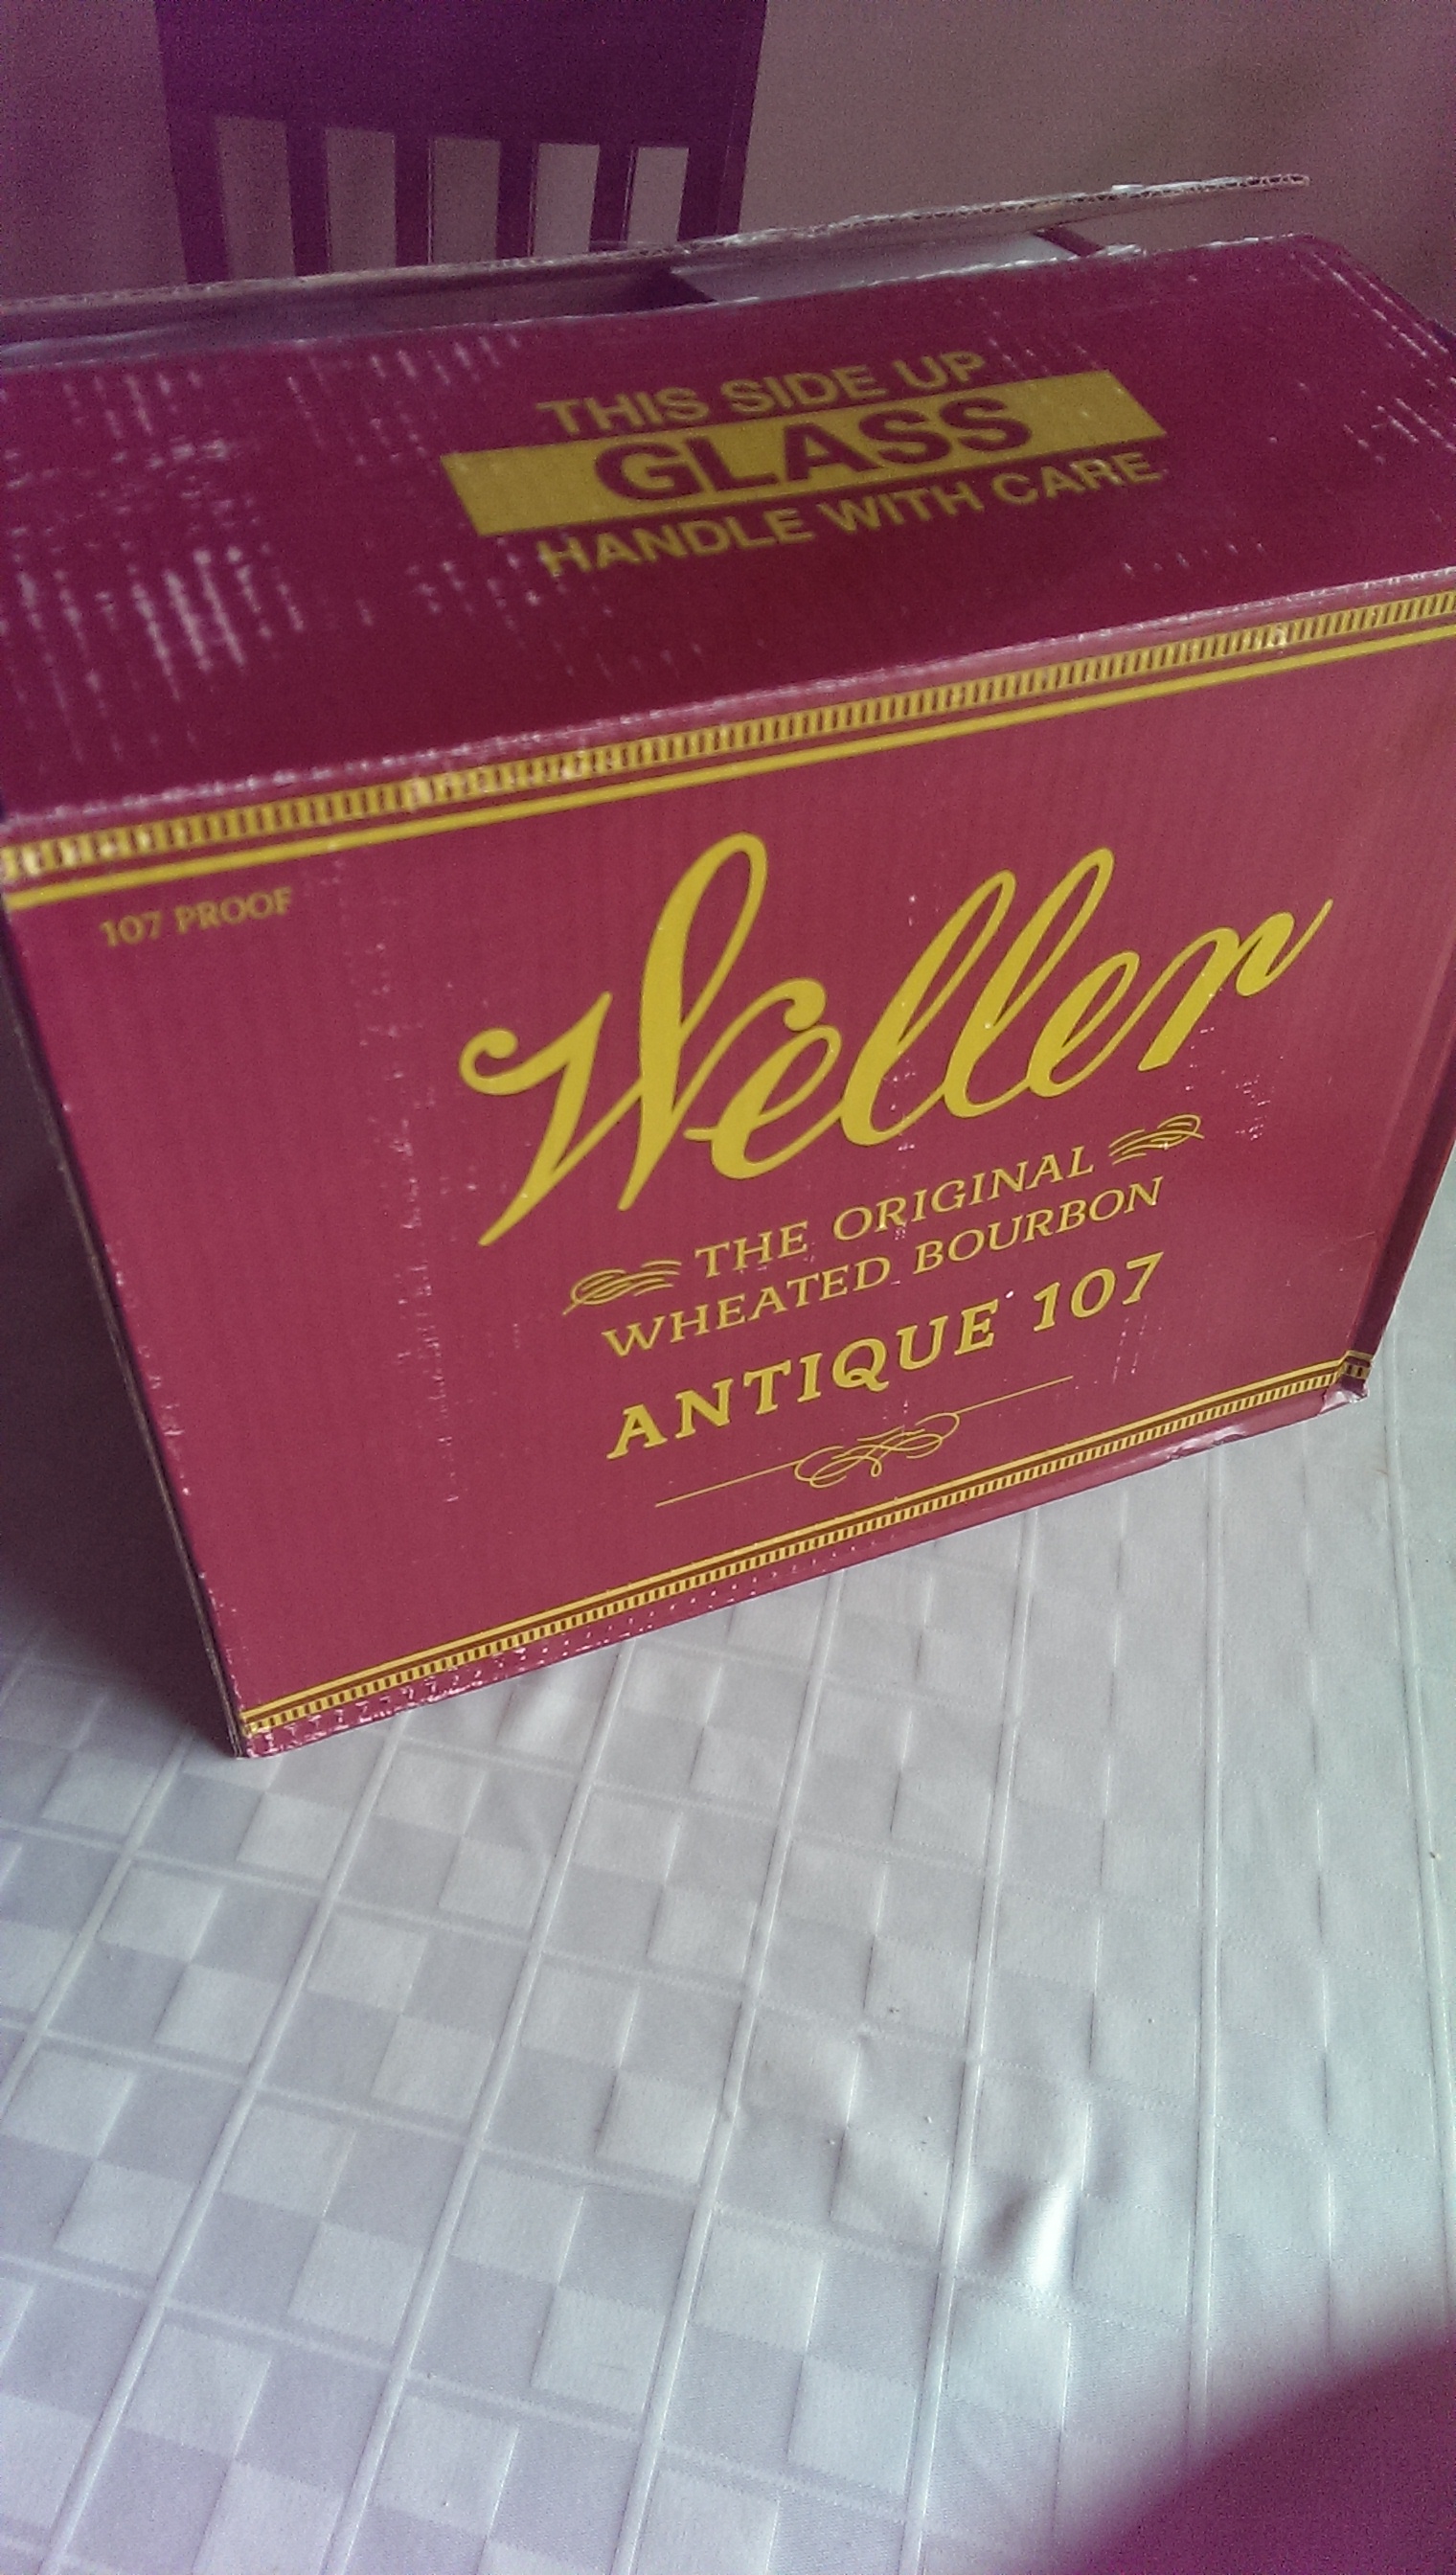 THIS SIDE UP
GLASS
HANDLE WITH CARE
107 PROOF
Weller
THE ORIGINAL
WHEATED BOURBON
ANTIQUE 107